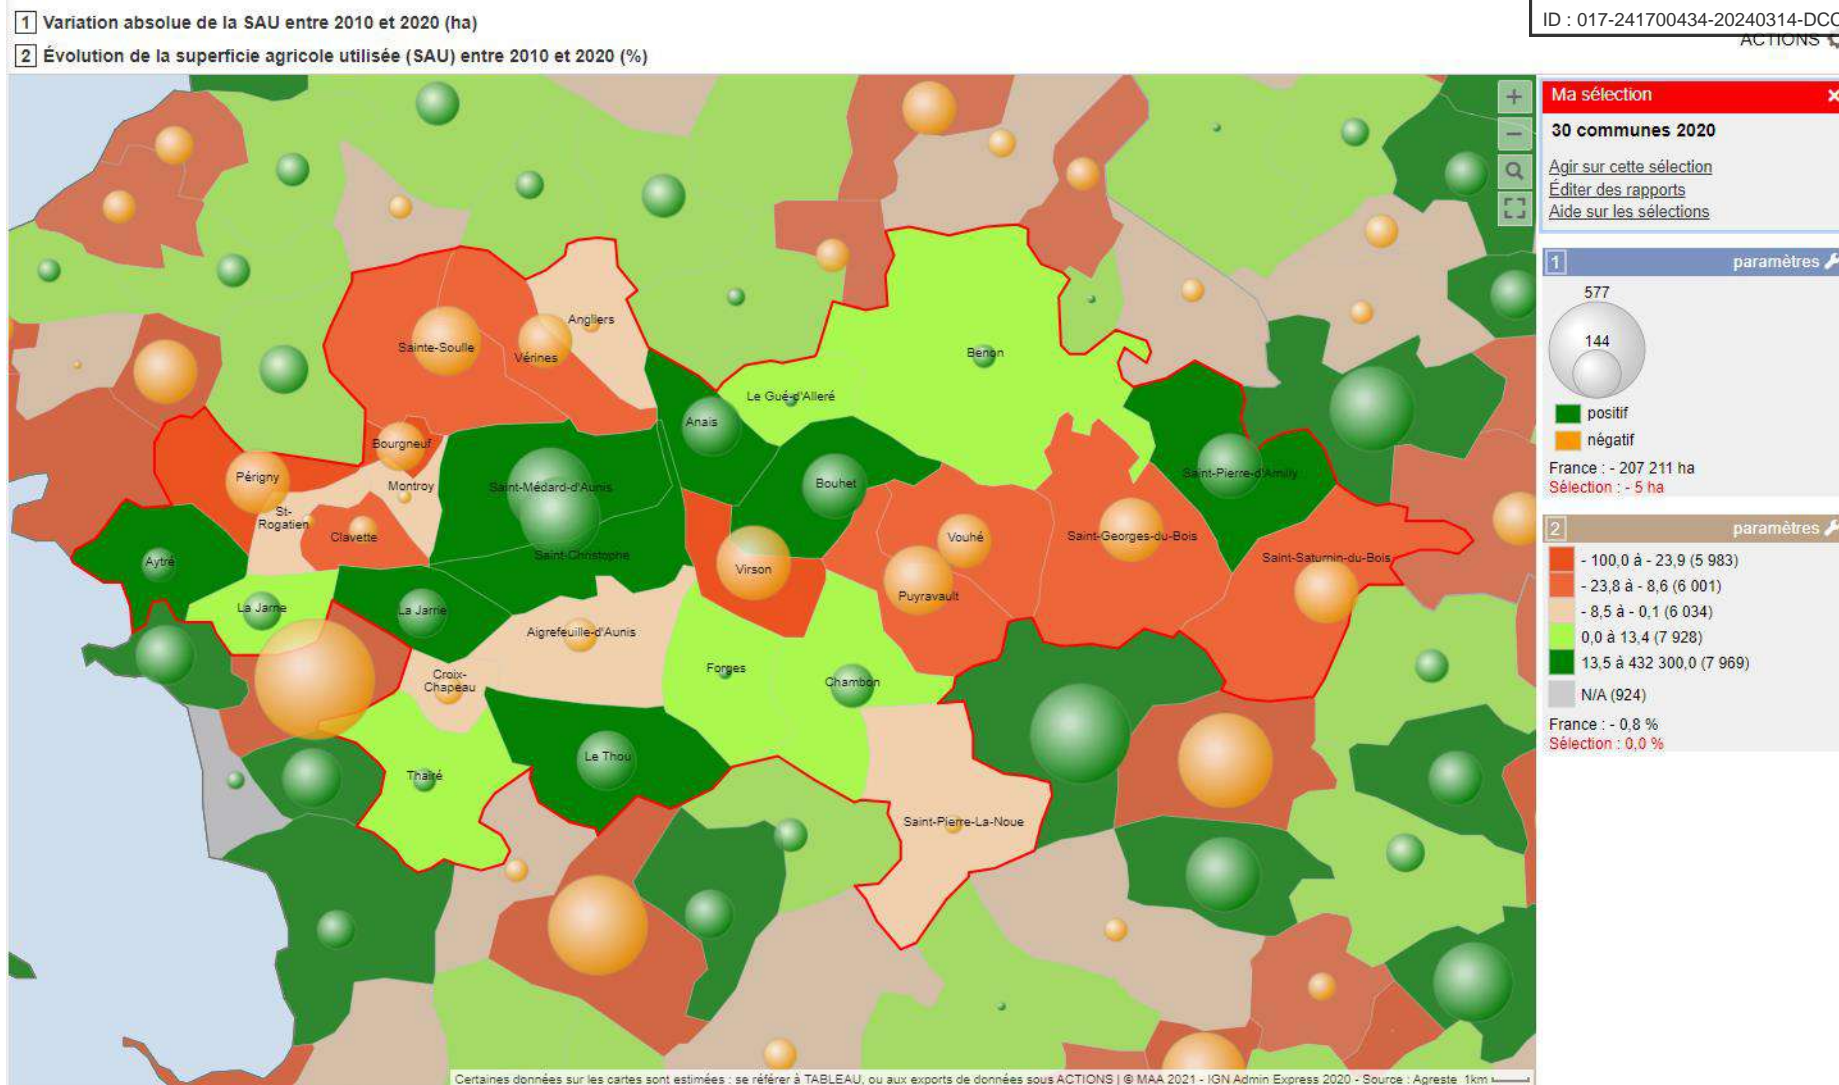 ID : 017-241700434-20240314-DCC
1 Variation absolue de la SAU entre 2010 et 2020 (ha)
ACTIONS
2 Évolution de la superficie agricole utilisée (SAU) entre 2010 et 2020 (%)
Ma sélection
30 communes 2020
Agir sur cette sélection
Éditer des rapports
Aide sur les sélections
1 paramètres
577
144
positif
négatif
France : - 207 211 ha
Sélection : - 5 ha
2 paramètres
- 100,0 à - 23,9 (5 983)
- 23,8 à - 8,6 (6 001)
- 8,5 à - 0,1 (6 034)
0,0 à 13,4 (7 928)
13,5 à 432 300,0 (7 969)
N/A (924)
France : - 0,8 %
Sélection : 0,0 %
Angliers
Sainte-Soulle
Vérines
Benon
Le Gué-d'Alleré
Anais
Bourgneuf
Périgny
Montroy
Saint-Médard-d'Aunis
Bouhet
Saint-Pierre-d'Amilly
St-
Rogatien
Clavette
Vouhé
Saint-Georges-du-Bois
Saint-Christophe
Saint-Saturnin-du-Bois
Aytré
Virson
Puyravault
La Jarne
La Jarrie
Aigrefeuille-d'Aunis
Forges
Croix-
Chapeau
Chambon
Le Thou
Thairé
Saint-Pierre-La-Noue
Certaines données sur les cartes sont estimées : se référer à TABLEAU, ou aux exports de données sous ACTIONS | © MAA 2021 - IGN Admin Express 2020 - Source : Agreste 1km